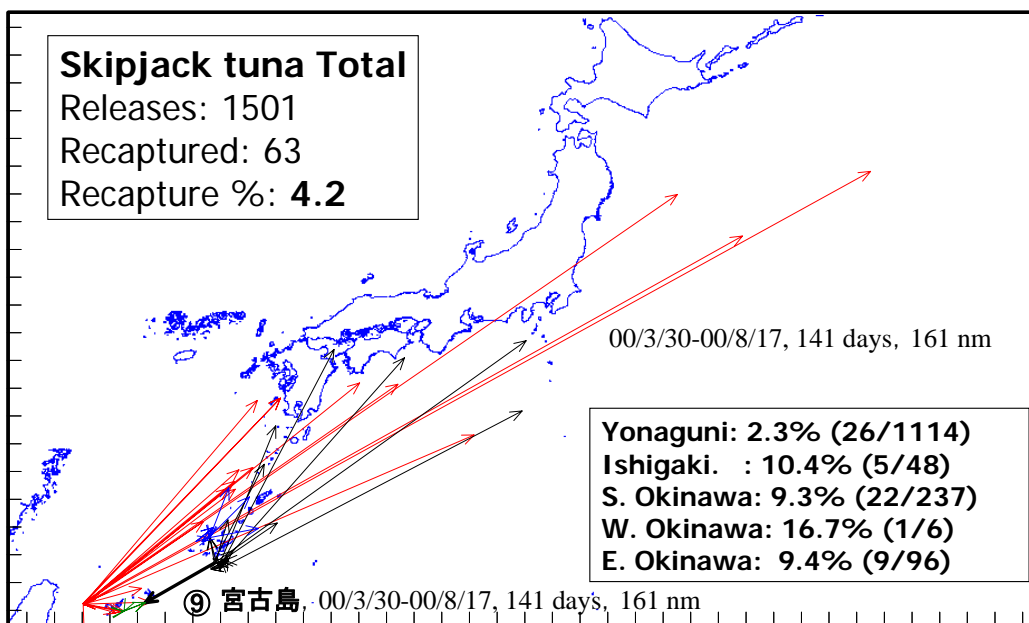 Skipjack tuna Total
Releases: 1501
Recaptured: 63
Recapture %: 4.2
00/3/30-00/8/17, 141 days, 161 nm
Yonaguni: 2.3% (26/1114)
Ishigaki. : 10.4% (5/48)
S. Okinawa: 9.3% (22/237)
W. Okinawa: 16.7% (1/6)
E. Okinawa: 9.4% (9/96)
⑨ 宮古島, 00/3/30-00/8/17, 141 days, 161 nm